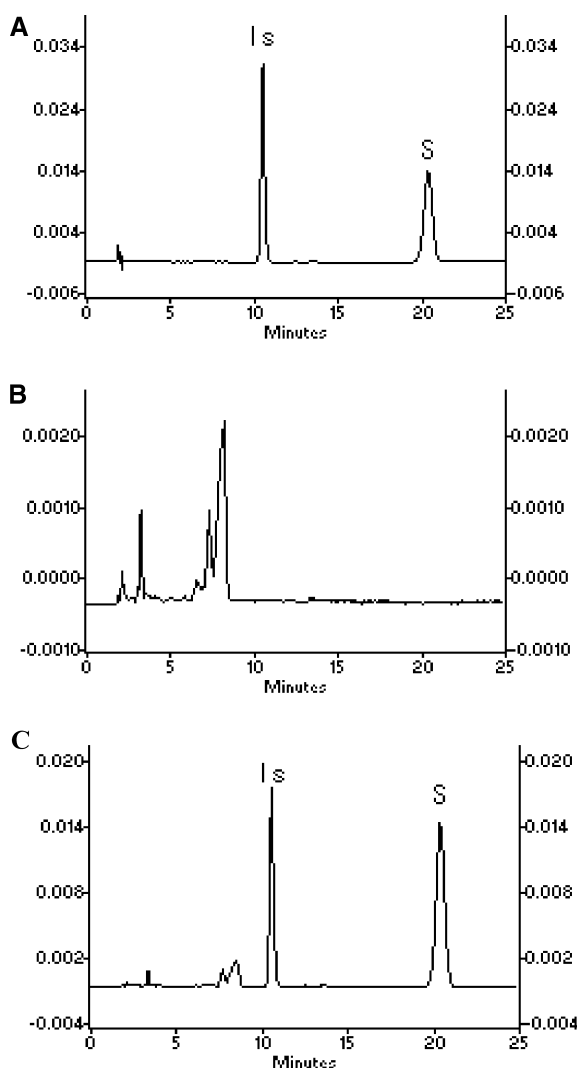 A
Is
0.034 0.034
0.024 0.024
S
0.014 0.014
0.004 0.004
-0.006 -0.006
0 5 10 15 20 25
Minutes
B
0.0020 0.0020
0.0010 0.0010
0.0000 0.0000
-0.0010 -0.0010
0 5 10 15 20 25
Minutes
C
0.020 0.020
Is
S
0.014 0.014
0.008 0.008
0.002 0.002
-0.004 -0.004
0 5 10 15 20 25
Minutes